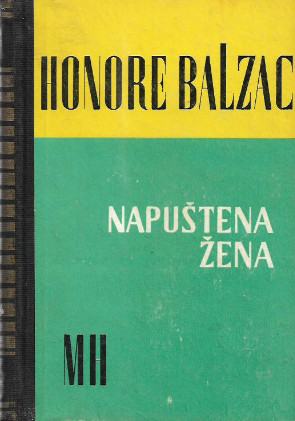 HONORE BALZAC
NAPUŠTENA
ŽENA
MH